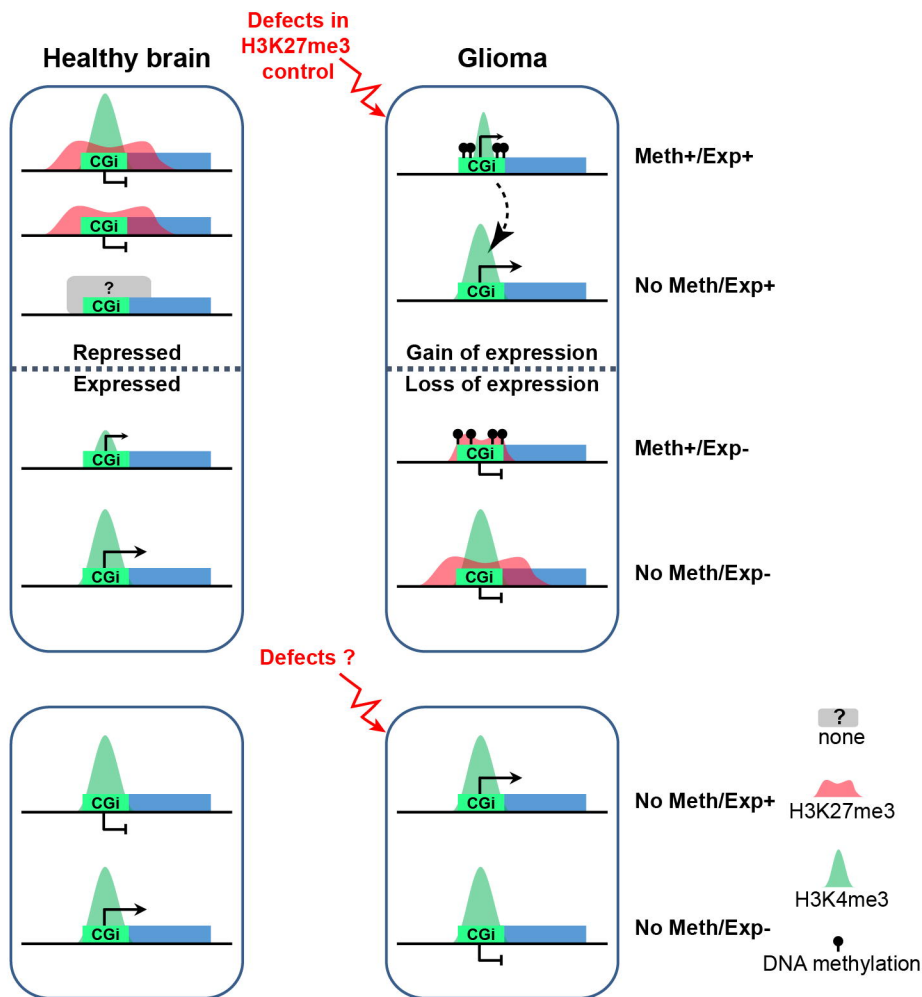 Defects in
H3K27me3
control
Healthy brain
Glioma
CGi
CGi
Meth+/Exp+
CGi
?
CGi
CGi
No Meth/Exp+
Repressed
Gain of expression
Expressed
Loss of expression
CGi
CGi
Meth+/Exp-
CGi
CGi
No Meth/Exp-
Defects ?
?
none
CGi
CGi
No Meth/Exp+
H3K27me3
H3K4me3
CGi
CGi
No Meth/Exp-
DNA methylation